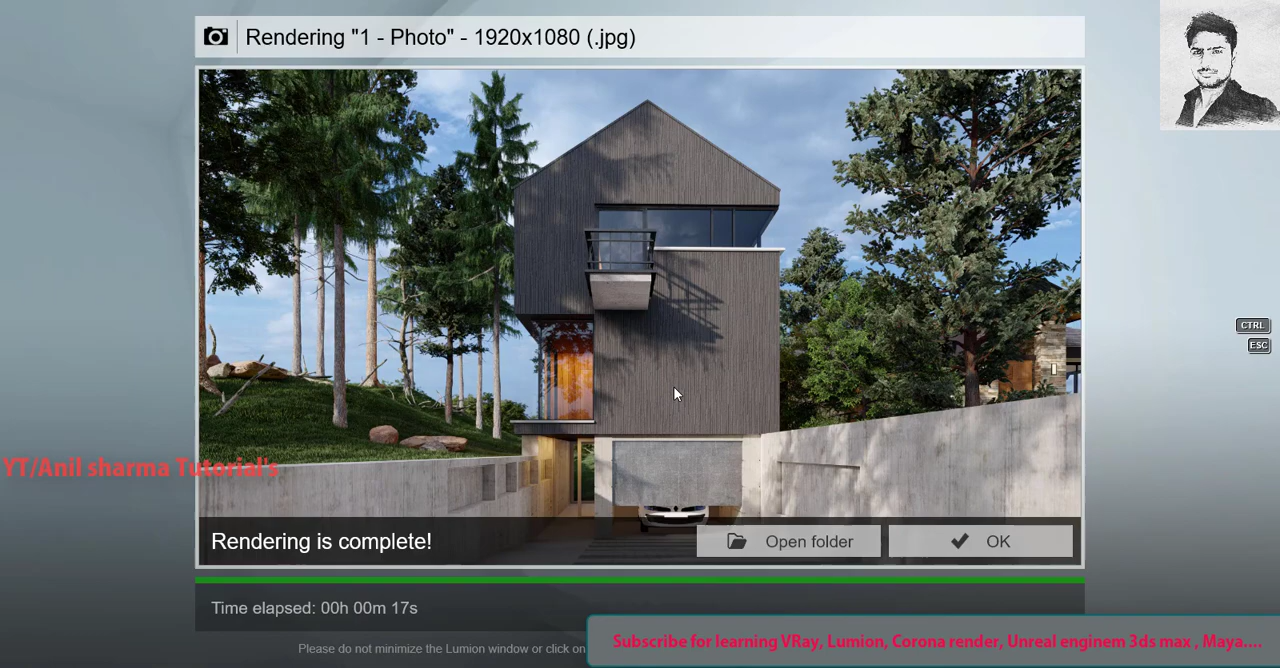 Rendering "1 - Photo" - 1920x1080 (.jpg)
CTRL
ESC
YT/Anil sharma Tutorial's
Rendering is complete!
Open folder
OK
Time elapsed: 00h 00m 17s
Please do not minimize the Lumion window or click on
Subscribe for learning VRay, Lumion, Corona render, Unreal enginem 3ds max , Maya....